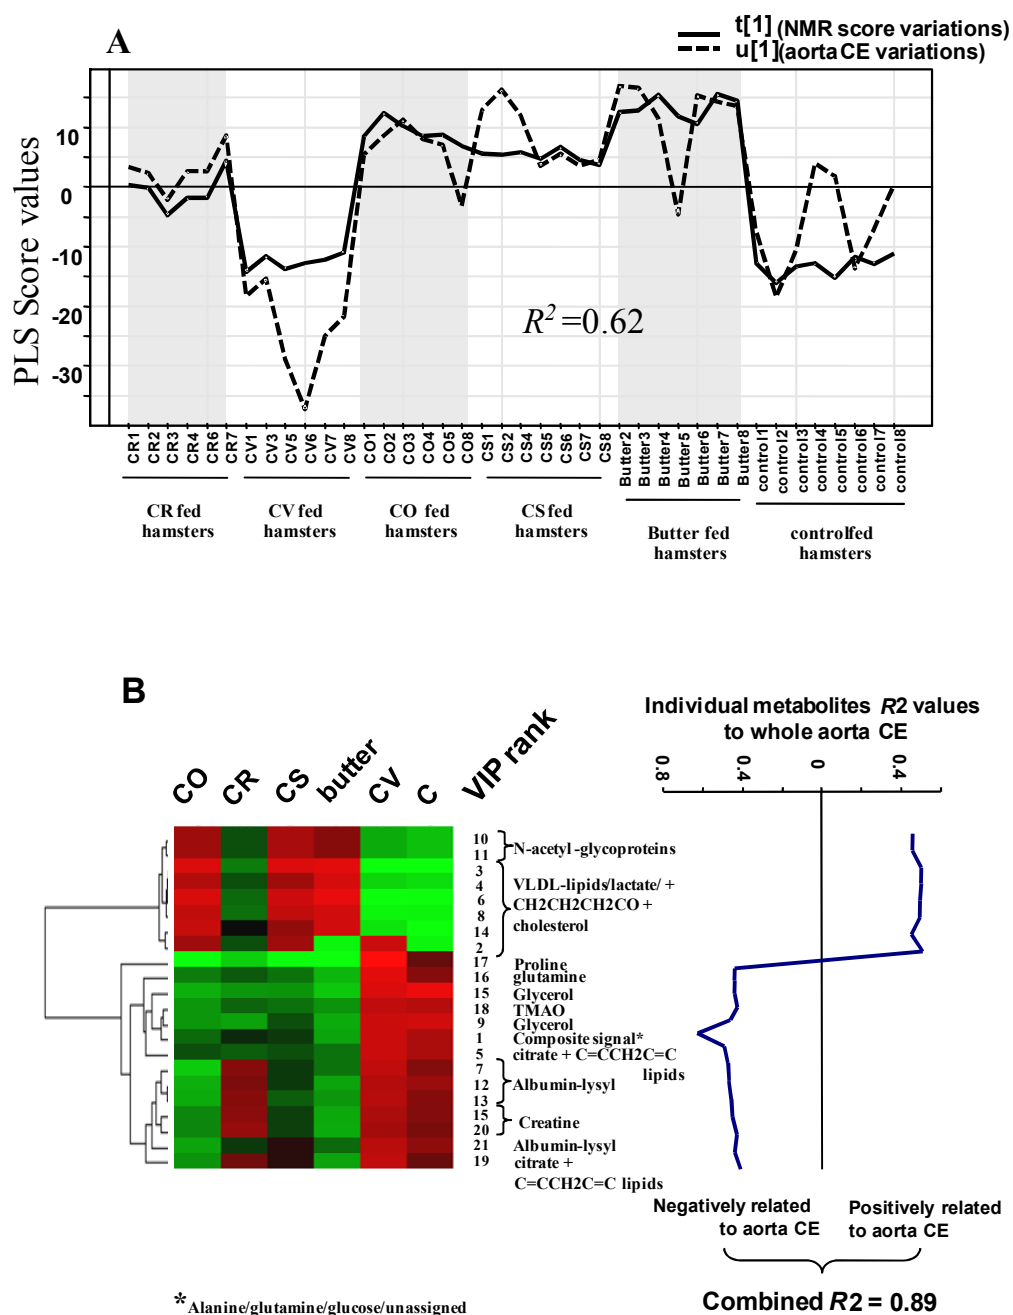 A
t[1] (NMR score variations)
u[1](aorta CE variations)
PLS Score values
10
0
-10
-20
-30
R² =0.62
CR1 CR2 CR3 CR4 CR6 CR7 CV1 CV3 CV5 CV6 CV7 CV8 CO1 CO2 CO3 CO4 CO5 CO8 CS1 CS2 CS4 CS5 CS6 CS7 CS8 Butter2 Butter3 Butter4 Butter5 Butter6 Butter7 Butter8 control1 control2 control3 control4 control5 control6 control7 control8
CR fed
hamsters
CV fed
hamsters
CO fed
hamsters
CS fed
hamsters
Butter fed
hamsters
controlfed
hamsters
B
CO CR CS butter CV C VIP rank
Individual metabolites R2 values
to whole aorta CE
0.8 0.4 0 0.4
10
11
N-acetyl -glycoproteins
3
4
6
8
14
2
VLDL-lipids/lactate/ +
CH2CH2CH2CO +
cholesterol
17 Proline
16 glutamine
15 Glycerol
18 TMAO
9 Glycerol
1 Composite signal*
5 citrate + C=CCH2C=C
lipids
7
12
13
Albumin-lysyl
15
20
Creatine
21 Albumin-lysyl
19 citrate +
C=CCH2C=C lipids
Negatively related
to aorta CE
Positively related
to aorta CE
Combined R2 = 0.89
*Alanine/glutamine/glucose/unassigned